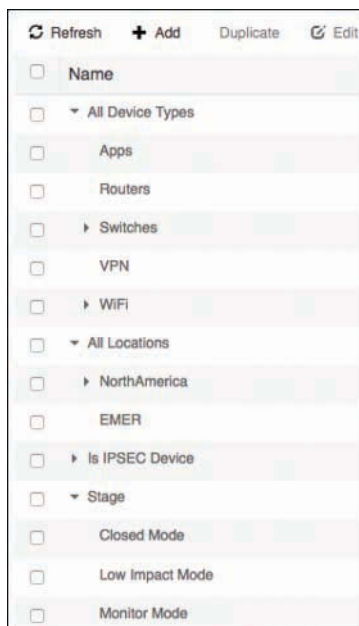 Refresh Add Duplicate Edit
Name
All Device Types
Apps
Routers
Switches
VPN
WiFi
All Locations
NorthAmerica
EMER
Is IPSEC Device
Stage
Closed Mode
Low Impact Mode
Monitor Mode